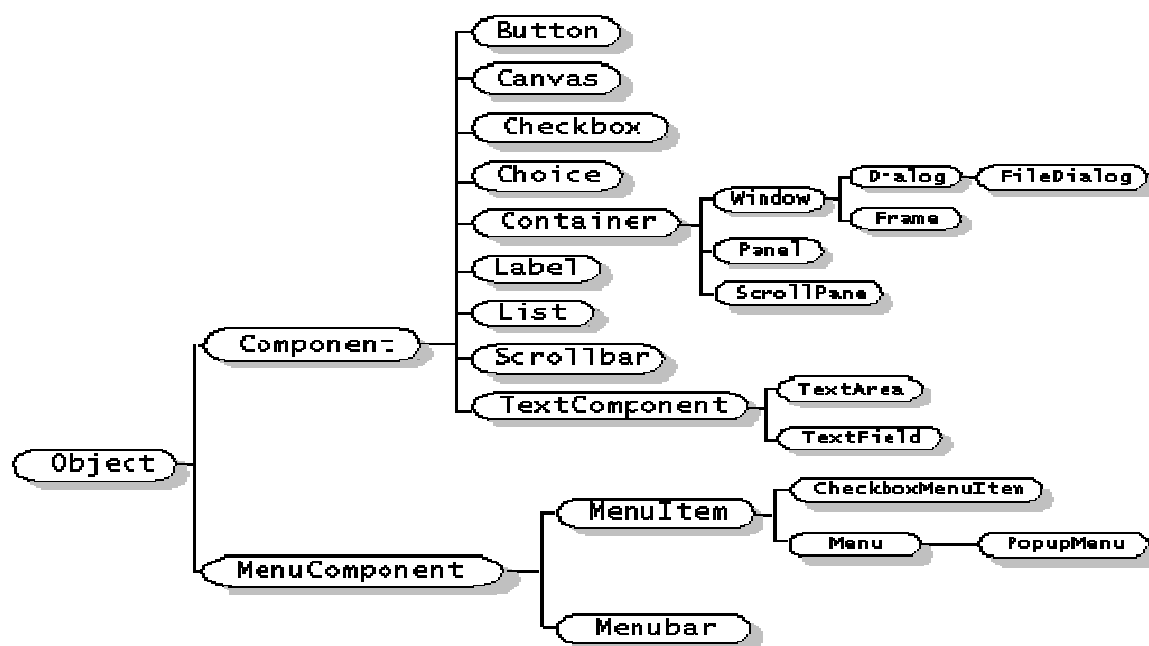 Button
Canvas
Checkbox
Choice
Container
Window
Dialog
FileDialog
Frame
Panel
ScrollPane
Label
List
Scrollbar
Component
TextComponent
TextArea
TextField
Object
MenuComponent
MenuItem
CheckboxMenuItem
Menu
PopupMenu
Menubar